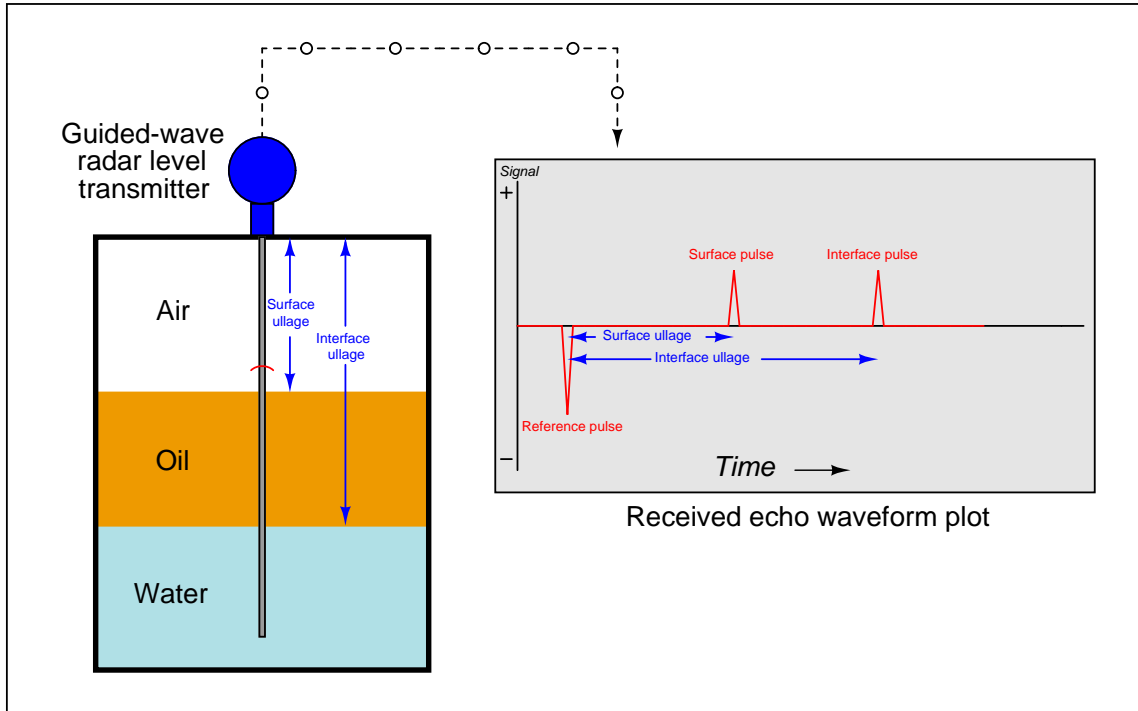 Guided-wave
radar level
transmitter
Air
Surface
ullage
Interface
ullage
Oil
Water
Signal
+
Surface pulse
Interface pulse
Surface ullage
Interface ullage
Reference pulse
−
Time
Received echo waveform plot